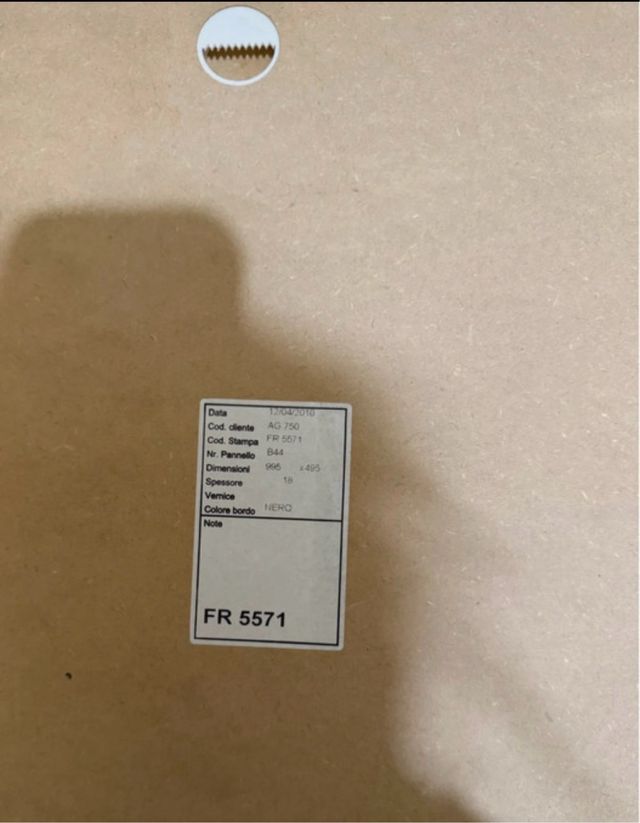 Data 12/04/2010
Cod. cliente AG 750
Cod. Stampa FR 5571
Nr. Pannello B44
Dimensioni 995 x495
Spessore 18
Vernice
Colore bordo NERO
Note
FR 5571